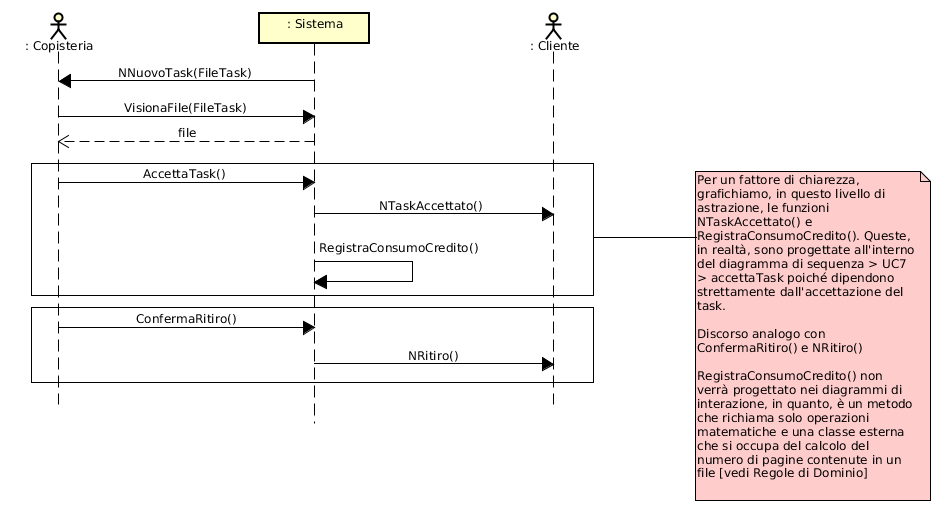 : Copisteria
: Sistema
: Cliente
NNuovoTask(FileTask)
VisionaFile(FileTask)
file
AccettaTask()
NTaskAccettato()
RegistraConsumoCredito()
ConfermaRitiro()
NRitiro()
Per un fattore di chiarezza,
grafichiamo, in questo livello di
astrazione, le funzioni
NTaskAccettato() e
RegistraConsumoCredito(). Queste,
in realtà, sono progettate all'interno
del diagramma di sequenza > UC7
> accettaTask poiché dipendono
strettamente dall'accettazione del
task.
Discorso analogo con
ConfermaRitiro() e NRitiro()
RegistraConsumoCredito() non
verrà progettato nei diagrammi di
interazione, in quanto, è un metodo
che richiama solo operazioni
matematiche e una classe esterna
che si occupa del calcolo del
numero di pagine contenute in un
file [vedi Regole di Dominio]